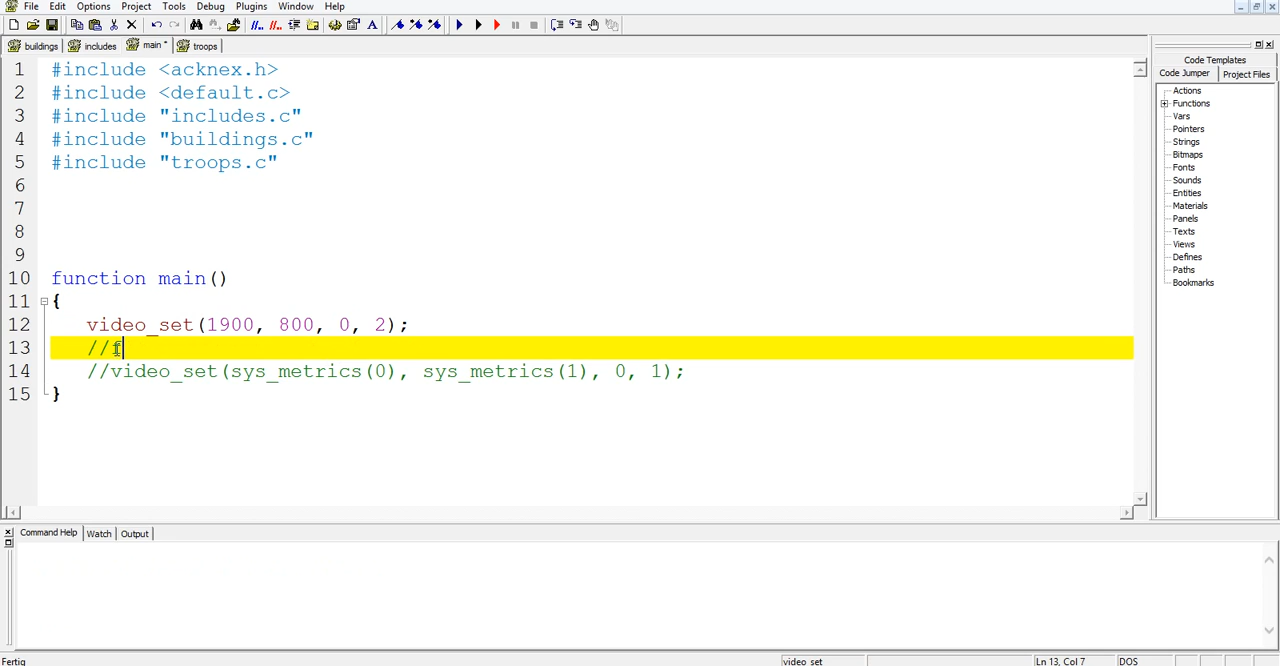 File Edit Options Project Tools Debug Plugins Window Help
buildings includes main * troops
1 #include <acknex.h>
2 #include <default.c>
3 #include "includes.c"
4 #include "buildings.c"
5 #include "troops.c"
6
7
8
9
10 function main()
11 {
12 video_set(1900, 800, 0, 2);
13 //f
14 //video_set(sys_metrics(0), sys_metrics(1), 0, 1);
15 }
Code Templates
Code Jumper Project Files
Actions
Functions
Vars
Pointers
Strings
Bitmaps
Fonts
Sounds
Entities
Materials
Panels
Texts
Views
Defines
Paths
Bookmarks
Command Help Watch Output
Fertig video_set Ln 13, Col 7 DOS